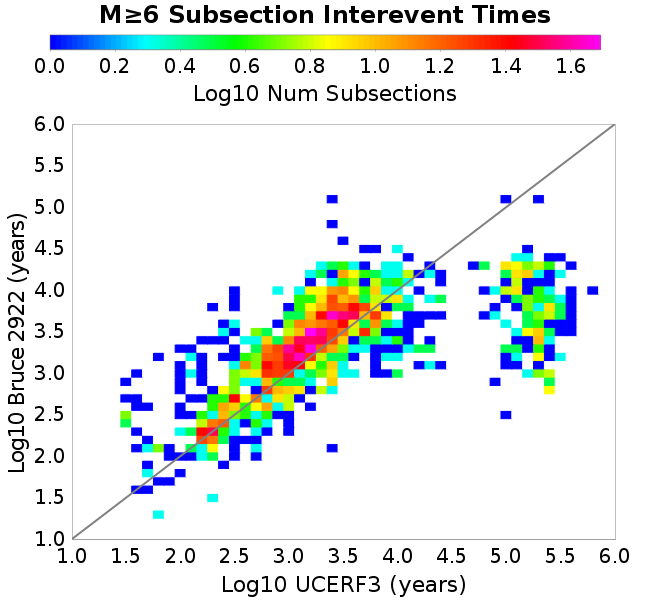 M≥6 Subsection Interevent Times
0.0 0.2 0.4 0.6 0.8 1.0 1.2 1.4 1.6
Log10 Num Subsections
6.0
5.5
5.0
4.5
4.0
3.5
3.0
2.5
2.0
1.5
1.0
Log10 Bruce 2922 (years)
1.0 1.5 2.0 2.5 3.0 3.5 4.0 4.5 5.0 5.5 6.0
Log10 UCERF3 (years)